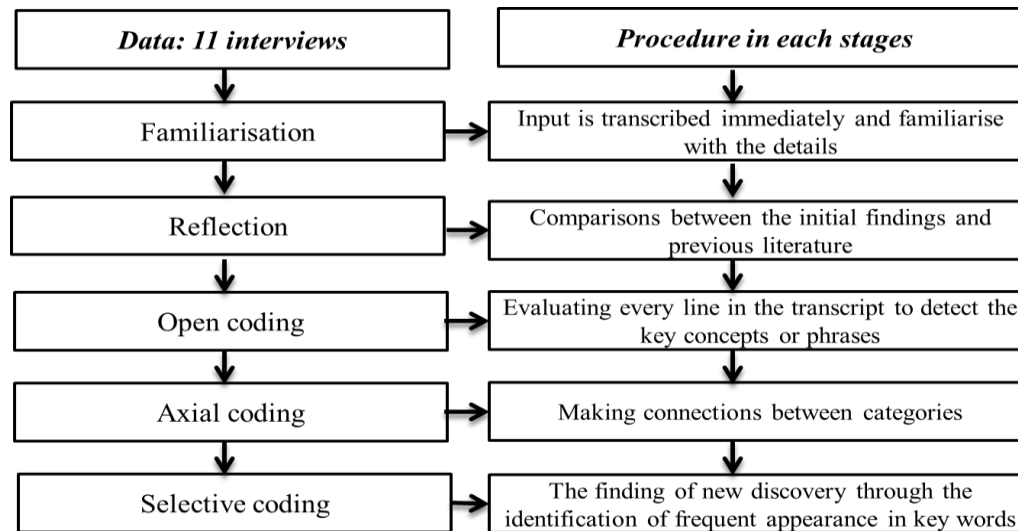 Data: 11 interviews
Procedure in each stages
Familiarisation
Input is transcribed immediately and familiarise
with the details
Reflection
Comparisons between the initial findings and
previous literature
Open coding
Evaluating every line in the transcript to detect the
key concepts or phrases
Axial coding
Making connections between categories
Selective coding
The finding of new discovery through the
identification of frequent appearance in key words